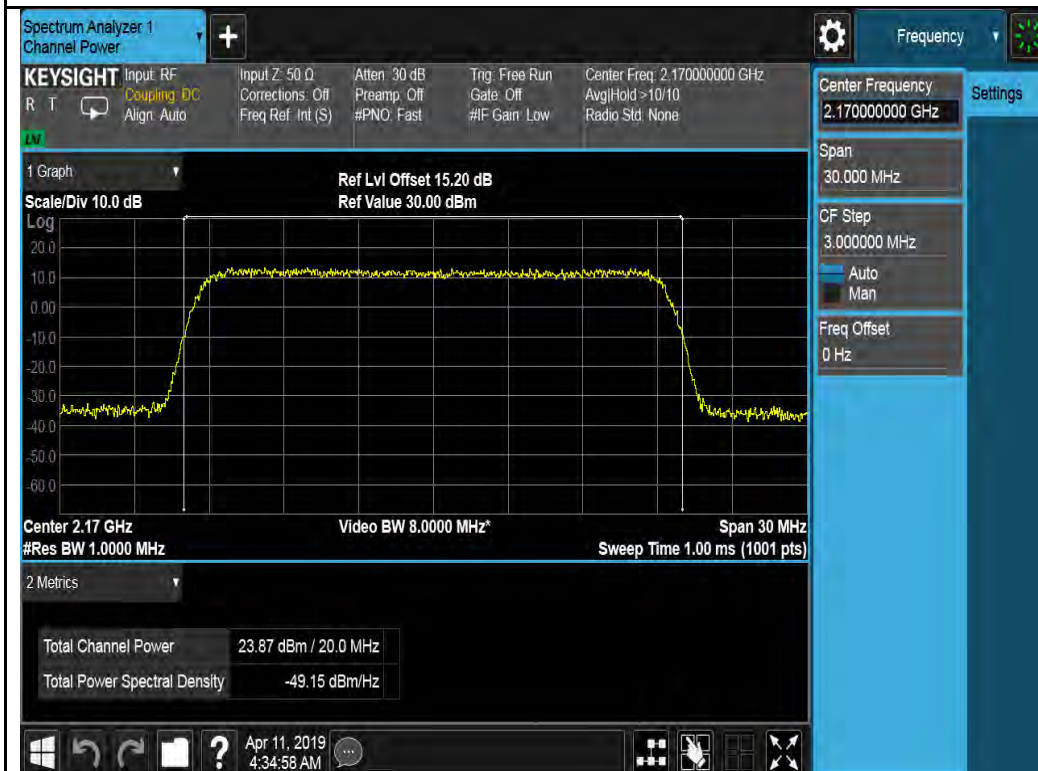 Spectrum Analyzer 1
Channel Power
+
Frequency
KEYSIGHT
R T
Input: RF
Coupling: DC
Align: Auto
Input Z: 50 Ω
Corrections: Off
Freq Ref: Int (S)
Atten: 30 dB
Preamp: Off
#PNO: Fast
Trig: Free Run
Gate: Off
#IF Gain: Low
Center Freq: 2.170000000 GHz
Avg|Hold >10/10
Radio Std: None
LNI
Center Frequency
2.170000000 GHz
Settings
Span
30.000 MHz
CF Step
3.000000 MHz
Auto
Man
Freq Offset
0 Hz
1 Graph
Ref Lvl Offset 15.20 dB
Scale/Div 10.0 dB
Ref Value 30.00 dBm
Log
20.0
10.0
0.00
-10.0
-20.0
-30.0
-40.0
-50.0
-60.0
Center 2.17 GHz
Video BW 8.0000 MHz*
Span 30 MHz
#Res BW 1.0000 MHz
Sweep Time 1.00 ms (1001 pts)
2 Metrics
Total Channel Power
23.87 dBm / 20.0 MHz
Total Power Spectral Density
-49.15 dBm/Hz
?
Apr 11, 2019
4:34:58 AM